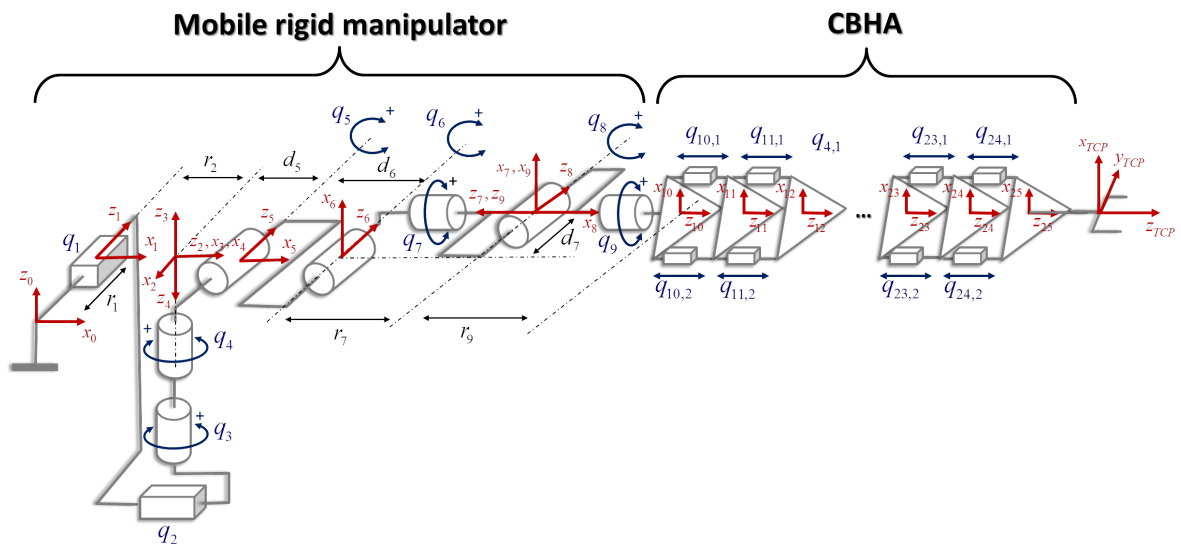 Mobile rigid manipulator
CBHA
q5 +
q6 +
q8 +
q10,1
q11,1
q4,1
q23,1
q24,1
xTCP
yTCP
zTCP
r2
d5
d6
x7, x9
z8
x6
z1
z3
z5
z6
+
z7, z9
x8
+
x10
x11
x12
x23
x24
x25
...
q1
x1
z2, x3, x4
x5
q7
d7
q9
z10
z11
z12
z23
z24
z25
z0
r1
x2
x0
z4
q10,2
q11,2
q23,2
q24,2
+
q4
r7
r9
+
q3
q2